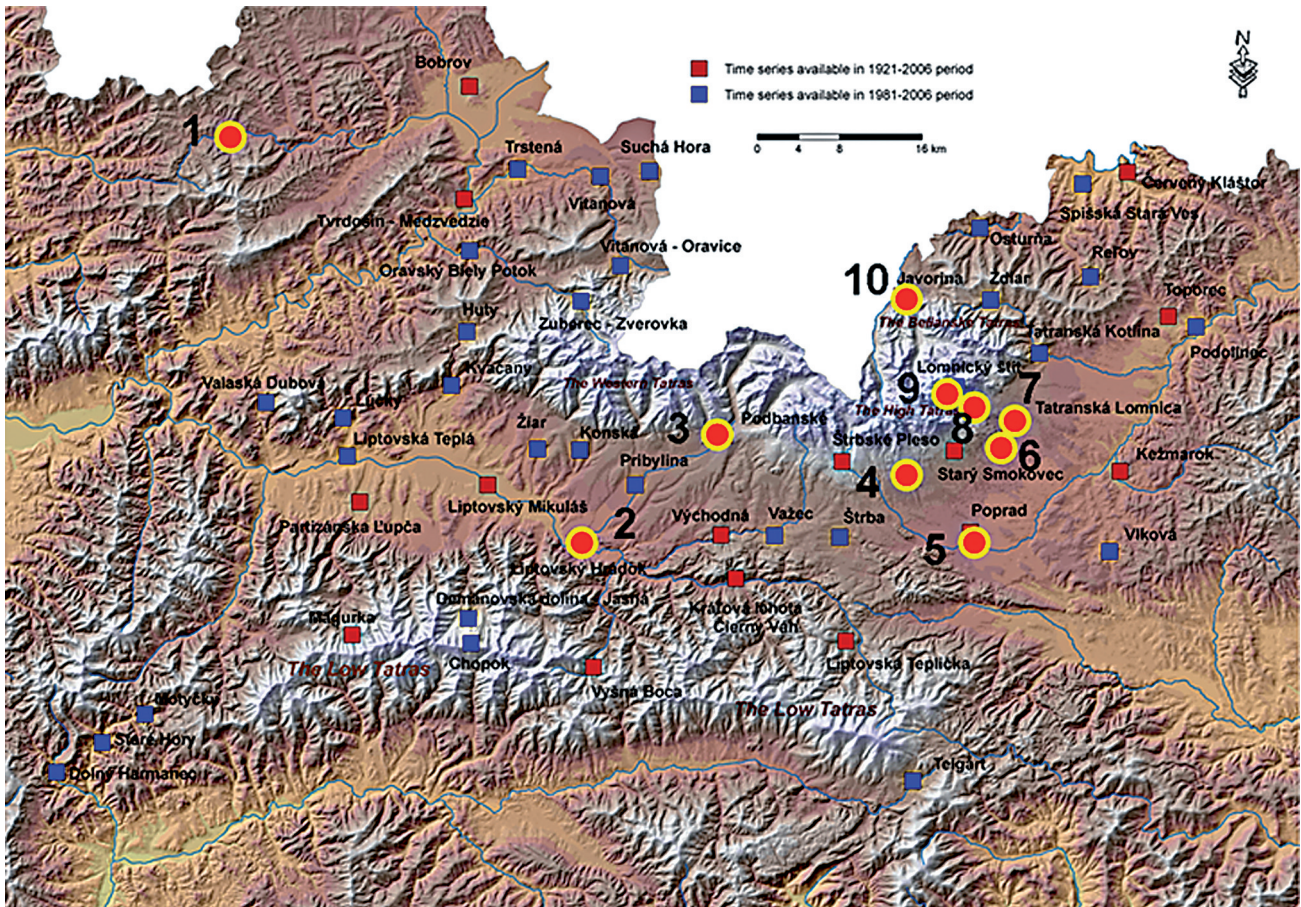 N
Bobrov
Time series available in 1921-2006 period
Time series available in 1981-2006 period
1
0 4 8 16 km
Trstená
Suchá Hora
Červený Kláštor
Vitanová
Spišská Stará Ves
Tvrdošín - Medzvedzie
Osturňa
Vitanová - Oravice
Reľov
Oravský Biely Potok
10
Javorina
Ždiar
Toporec
Huty
Zuberec - Zverovka
The Belianske Tatras
Tatranská Kotlina
Podolínec
Kvačany
The Western Tatras
Lomnický štít
Valaská Dubová
9
7
Lúčky
The High Tatras
Tatranská Lomnica
Žiar
Konská
3
Podbanské
8
Liptovská Teplá
Štrbské Pleso
6
Kežmarok
Pribylina
4
Starý Smokovec
Liptovský Mikuláš
Partizánska Ľupča
2
Východná
Važec
Štrba
Poprad
5
Vlková
Liptovský Hrádok
Demänovská dolina - Jasná
Kráľova Lehota
Čierny Váh
Magurka
The Low Tatras
Chopok
Liptovská Teplička
Vyšná Boca
The Low Tatras
Motyčky
Staré Hory
Dolný Harmanec
Telgárt